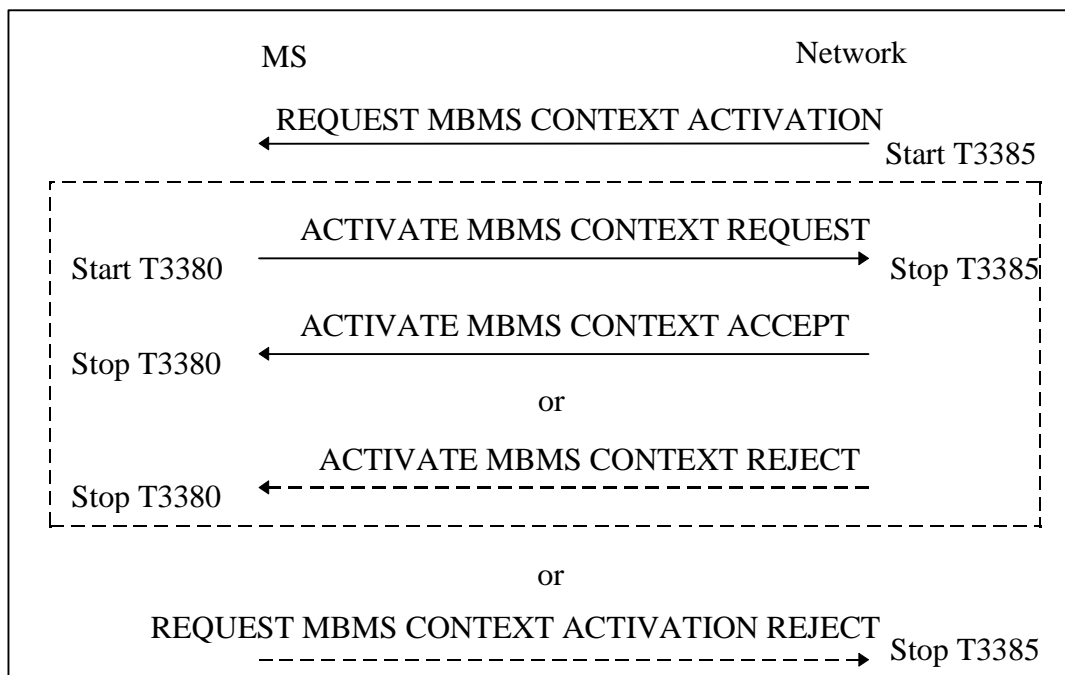 MS
Network
REQUEST MBMS CONTEXT ACTIVATION
Start T3385
ACTIVATE MBMS CONTEXT REQUEST
Start T3380
Stop T3385
ACTIVATE MBMS CONTEXT ACCEPT
Stop T3380
or
ACTIVATE MBMS CONTEXT REJECT
Stop T3380
or
REQUEST MBMS CONTEXT ACTIVATION REJECT
Stop T3385